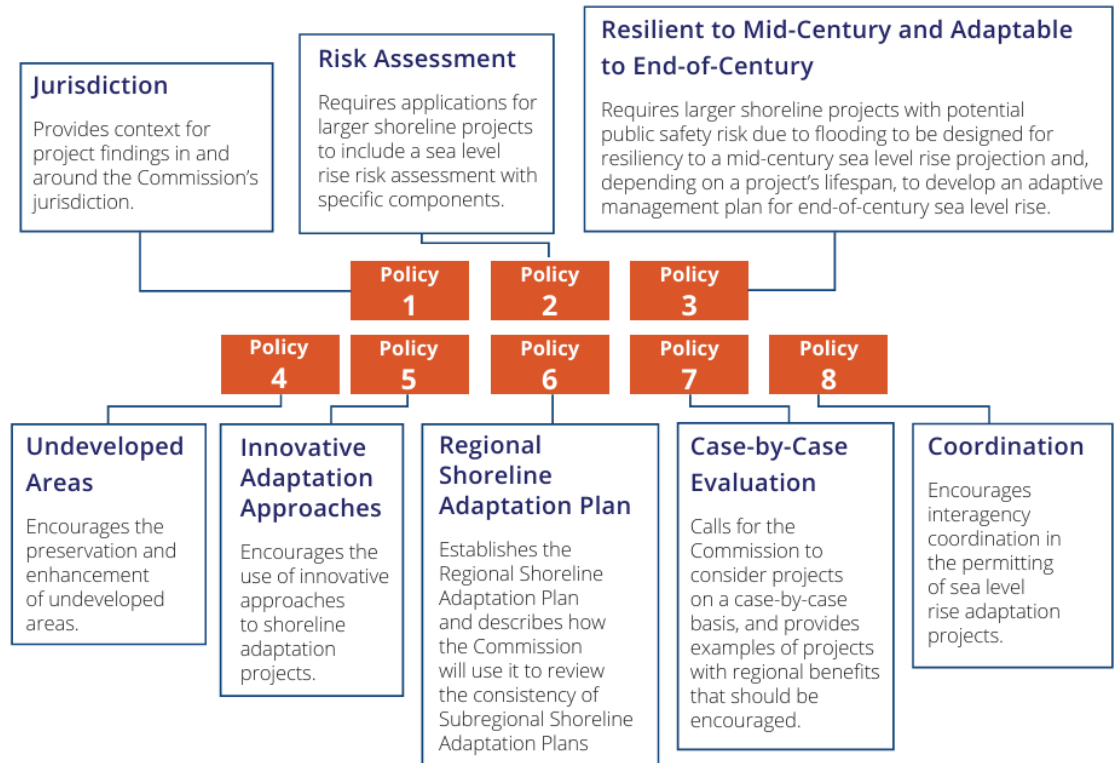 Jurisdiction
Provides context for
project findings in and
around the Commission's
jurisdiction.
Risk Assessment
Requires applications for
larger shoreline projects
to include a sea level
rise risk assessment with
specific components.
Resilient to Mid-Century and Adaptable
to End-of-Century
Requires larger shoreline projects with potential
public safety risk due to flooding to be designed for
resiliency to a mid-century sea level rise projection and,
depending on a project's lifespan, to develop an adaptive
management plan for end-of-century sea level rise.
Policy
1
Policy
2
Policy
3
Policy
4
Policy
5
Policy
6
Policy
7
Policy
8
Undeveloped
Areas
Encourages the
preservation and
enhancement
of undeveloped
areas.
Innovative
Adaptation
Approaches
Encourages the
use of innovative
approaches
to shoreline
adaptation
projects.
Regional
Shoreline
Adaptation Plan
Establishes the
Regional Shoreline
Adaptation Plan
and describes how
the Commission
will use it to review
the consistency of
Subregional Shoreline
Adaptation Plans
Case-by-Case
Evaluation
Calls for the
Commission to
consider projects
on a case-by-case
basis, and provides
examples of projects
with regional benefits
that should be
encouraged.
Coordination
Encourages
interagency
coordination in
the permitting
of sea level
rise adaptation
projects.